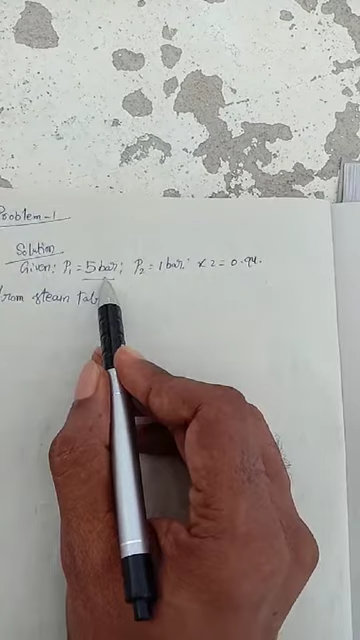 Problem-1
Solution
Given: P₁ = 5 bar; P₂ = 1 bar; x2 = 0.94.
from steam tab